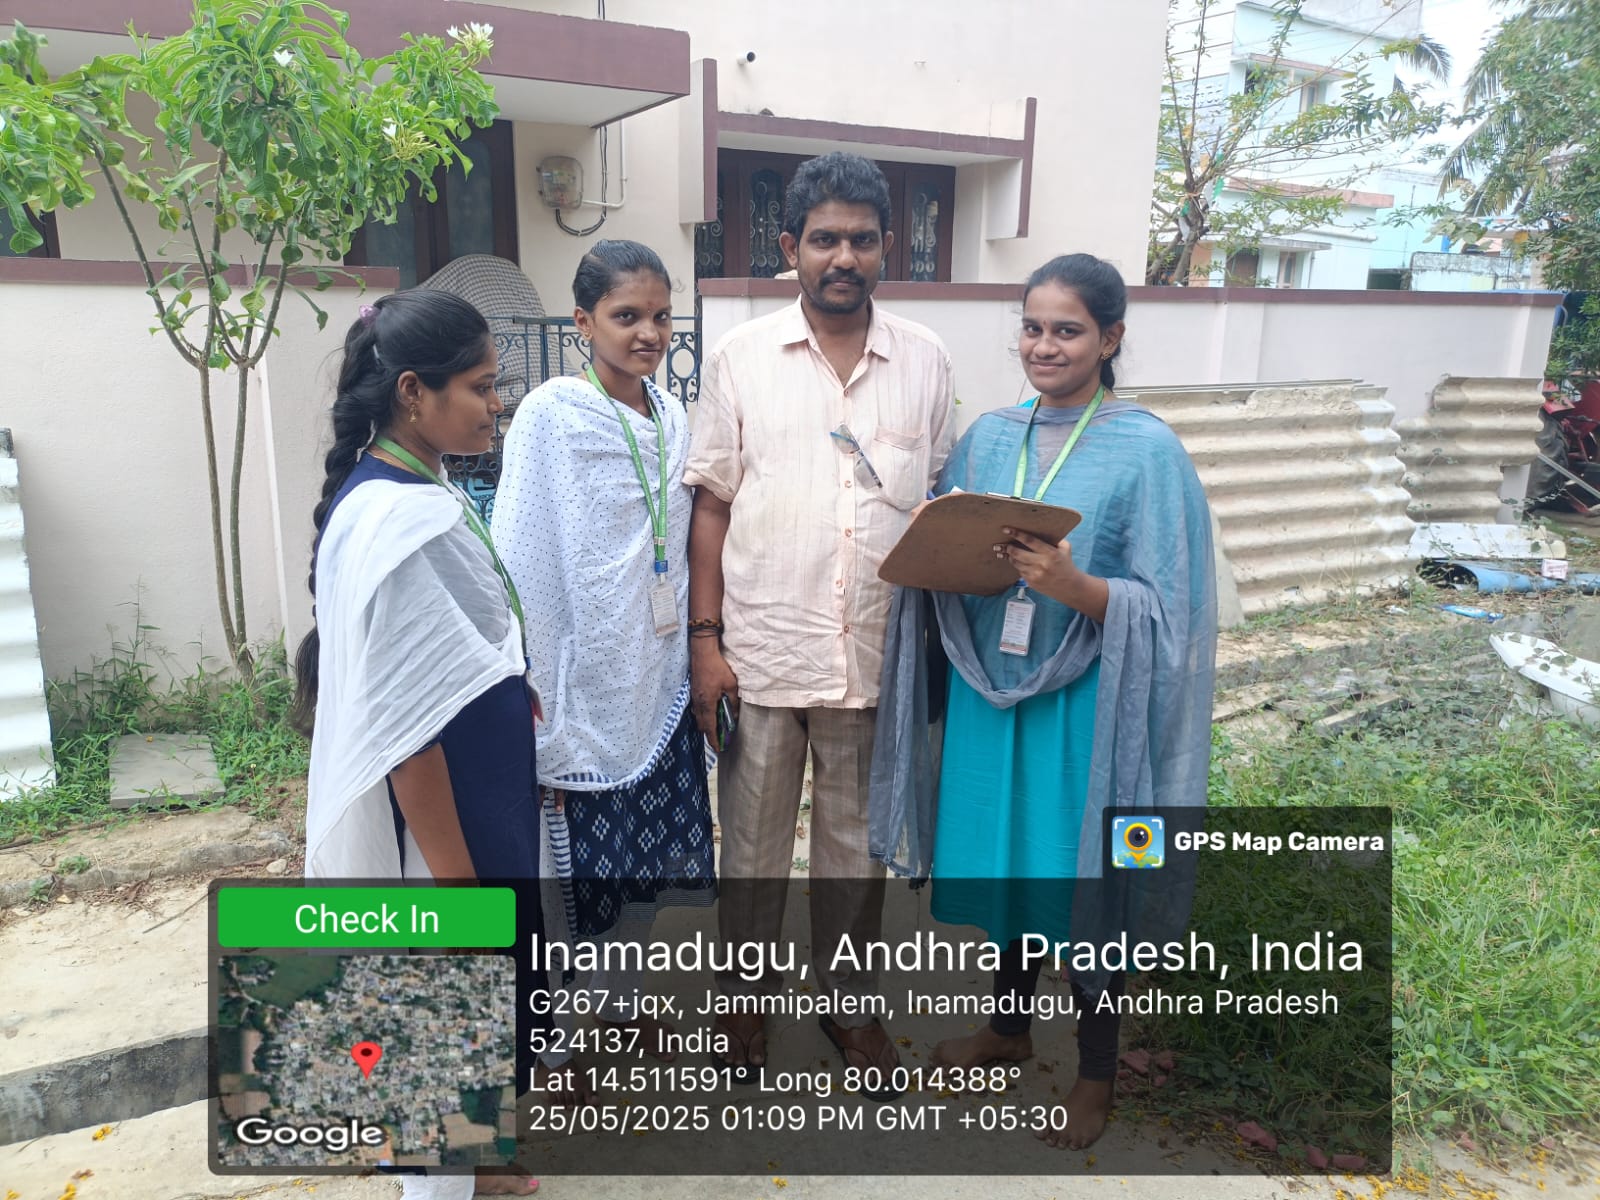 GPS Map Camera
Check In
Inamadugu, Andhra Pradesh, India
G267+jqx, Jammipalem, Inamadugu, Andhra Pradesh
524137, India
Lat 14.511591° Long 80.014388°
25/05/2025 01:09 PM GMT +05:30
Google